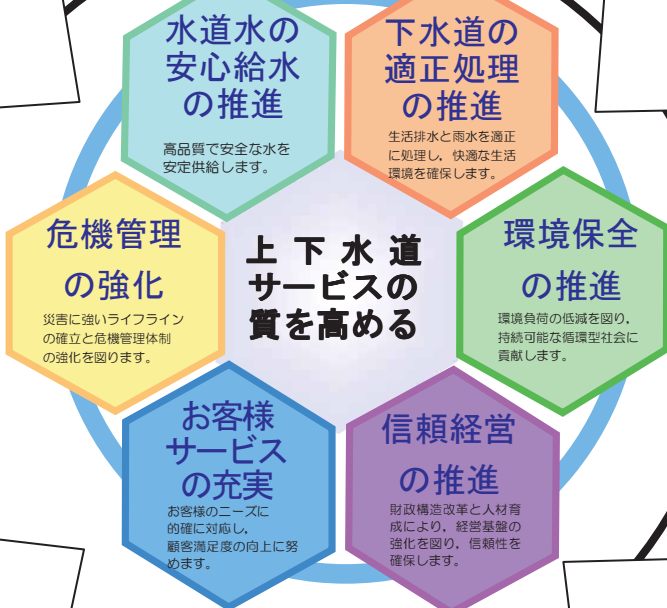 水道水の
安心給水
の推進
高品質で安全な水を
安定供給します。
下水道の
適正処理
の推進
生活排水と雨水を適正
に処理し，快適な生活
環境を確保します。
危機管理
の強化
災害に強いライフライン
の確立と危機管理体制
の強化を図ります。
上下水道
サービスの
質を高める
環境保全
の推進
環境負荷の低減を図り，
持続可能な循環型社会に
貢献します。
お客様
サービス
の充実
お客様のニーズに
的確に対応し，
顧客満足度の向上に努
めます。
信頼経営
の推進
財政構造改革と人材育
成により，経営基盤の
強化を図り，信頼性を
確保します。